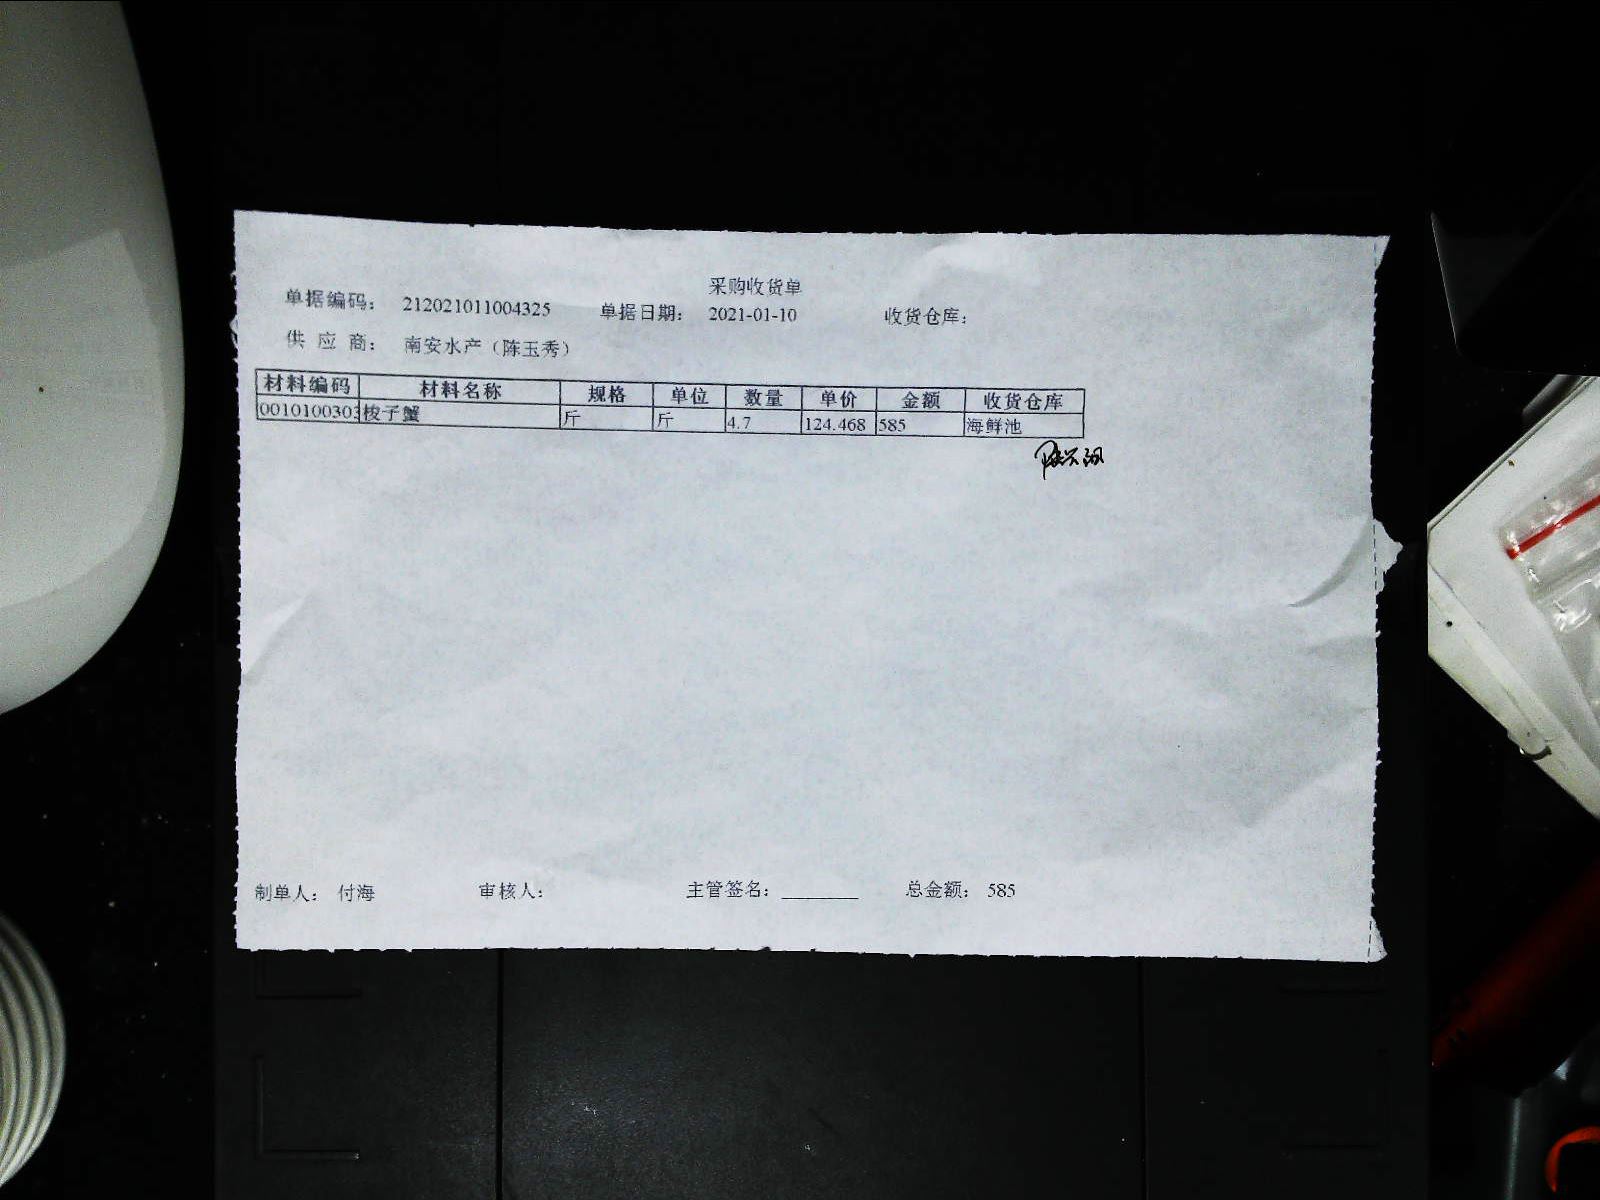 采购收货单
单据编码： 212021011004325 单据日期： 2021-01-10 收货仓库：
供 应 商： 南安水产（陈玉秀）
材料编码 材料名称 规格 单位 数量 单价 金额 收货仓库
0010100303 梭子蟹 斤 斤 4.7 124.468 585 海鲜池
制单人： 付海 审核人： 主管签名： ________ 总金额： 585